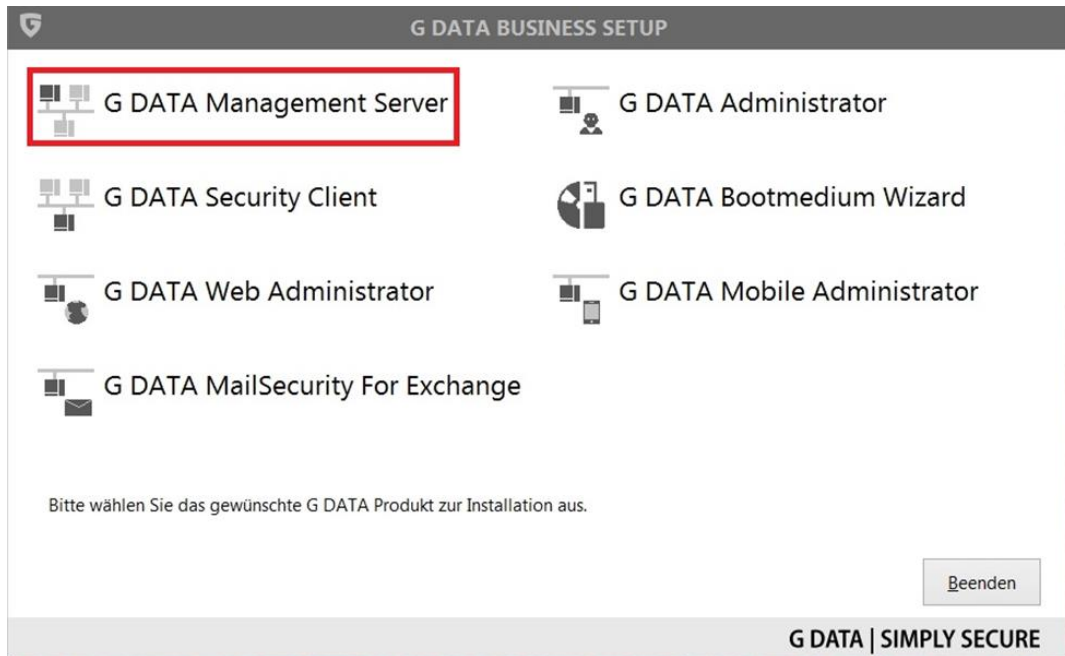 G DATA BUSINESS SETUP
G DATA Management Server
G DATA Administrator
G DATA Security Client
G DATA Bootmedium Wizard
G DATA Web Administrator
G DATA Mobile Administrator
G DATA MailSecurity For Exchange
Bitte wählen Sie das gewünschte G DATA Produkt zur Installation aus.
Beenden
G DATA | SIMPLY SECURE